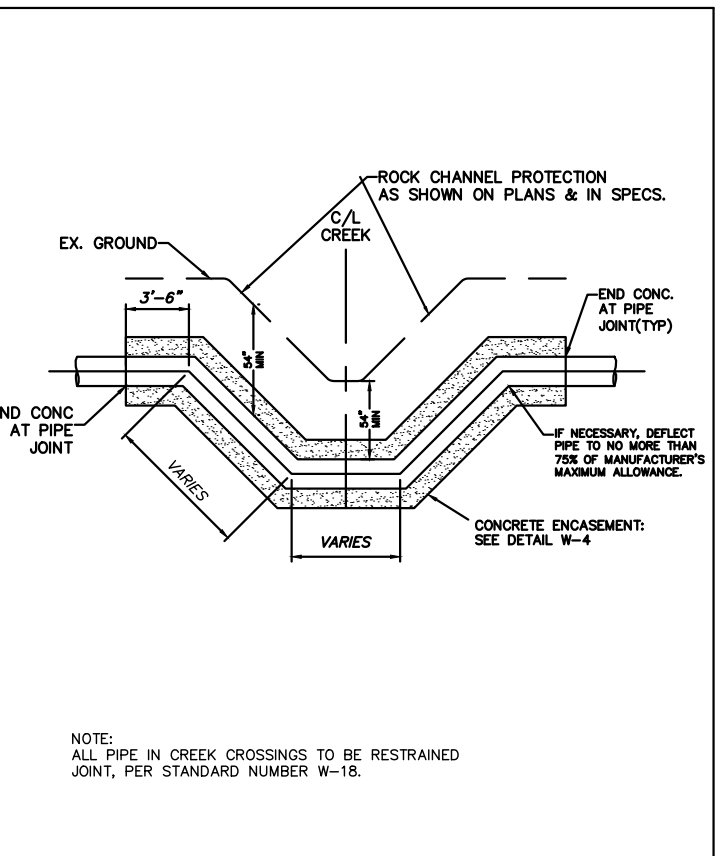 ROCK CHANNEL PROTECTION
AS SHOWN ON PLANS & IN SPECS.
C/L
CREEK
EX. GROUND
3'-6"
END CONC.
AT PIPE
JOINT(TYP)
54"
MIN
54"
MIN
ND CONC
AT PIPE
JOINT
IF NECESSARY, DEFLECT
PIPE TO NO MORE THAN
75% OF MANUFACTURER'S
MAXIMUM ALLOWANCE.
VARIES
VARIES
CONCRETE ENCASEMENT:
SEE DETAIL W-4
NOTE:
ALL PIPE IN CREEK CROSSINGS TO BE RESTRAINED
JOINT, PER STANDARD NUMBER W-18.